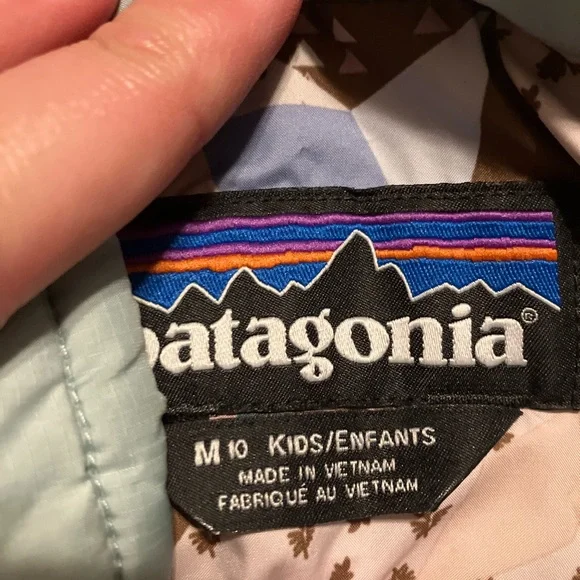 patagonia®
M 10 KIDS/ENFANTS
MADE IN VIETNAM
FABRIQUÉ AU VIETNAM